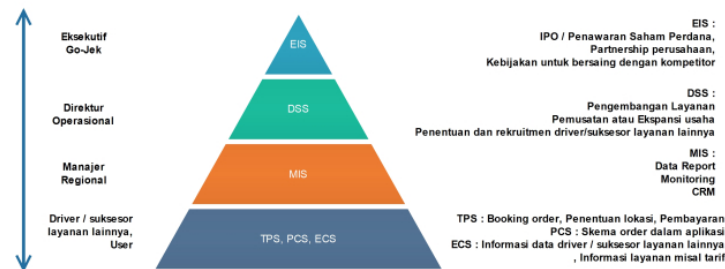 Eksekutif
Go-Jek
EIS
EIS :
IPO / Penawaran Saham Perdana,
Partnership perusahaan,
Kebijakan untuk bersaing dengan kompetitor
Direktur
Operasional
DSS
DSS :
Pengembangan Layanan
Pemusatan atau Ekspansi usaha
Penentuan dan rekruitmen driver/suksesor layanan lainnya
Manajer
Regional
MIS
MIS :
Data Report
Monitoring
CRM
Driver / suksesor
layanan lainnya,
User
TPS, PCS, ECS
TPS : Booking order, Penentuan lokasi, Pembayaran
PCS : Skema order dalam aplikasi
ECS : Informasi data driver / suksesor layanan lainnya
, Informasi layanan misal tarif